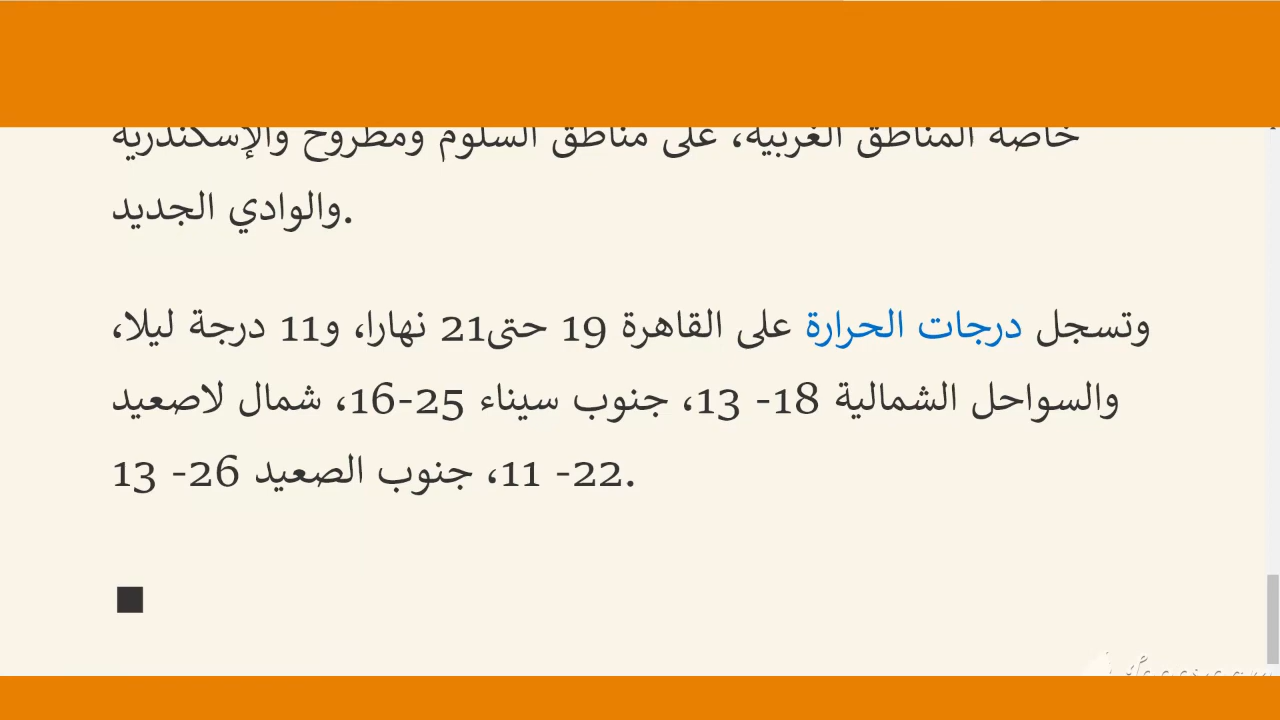 خاصة المناطق الغربية، على مناطق السلوم ومطروح والإسكندرية
والوادي الجديد.
وتسجل درجات الحرارة على القاهرة 19 حتى21 نهارا، و11 درجة ليلا،
والسواحل الشمالية 18- 13، جنوب سيناء 25-16، شمال لاصعيد
22- 11، جنوب الصعيد 26- 13.